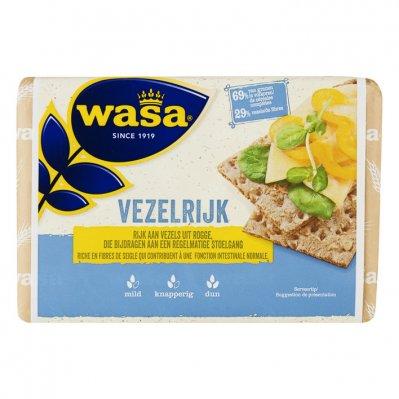 wasa®
SINCE 1919
69% van granen
29%
VEZELRIJK
RIJK AAN VEZELS UIT ROGGE,
DIE BIJDRAGEN AAN EEN REGELMATIGE STOELGANG
RICHE EN FIBRES DE SEIGLE QUI CONTRIBUENT À UNE FONCTION INTESTINALE NORMALE
mild
knapperig
dun
Serveertip/
Suggestion de présentation